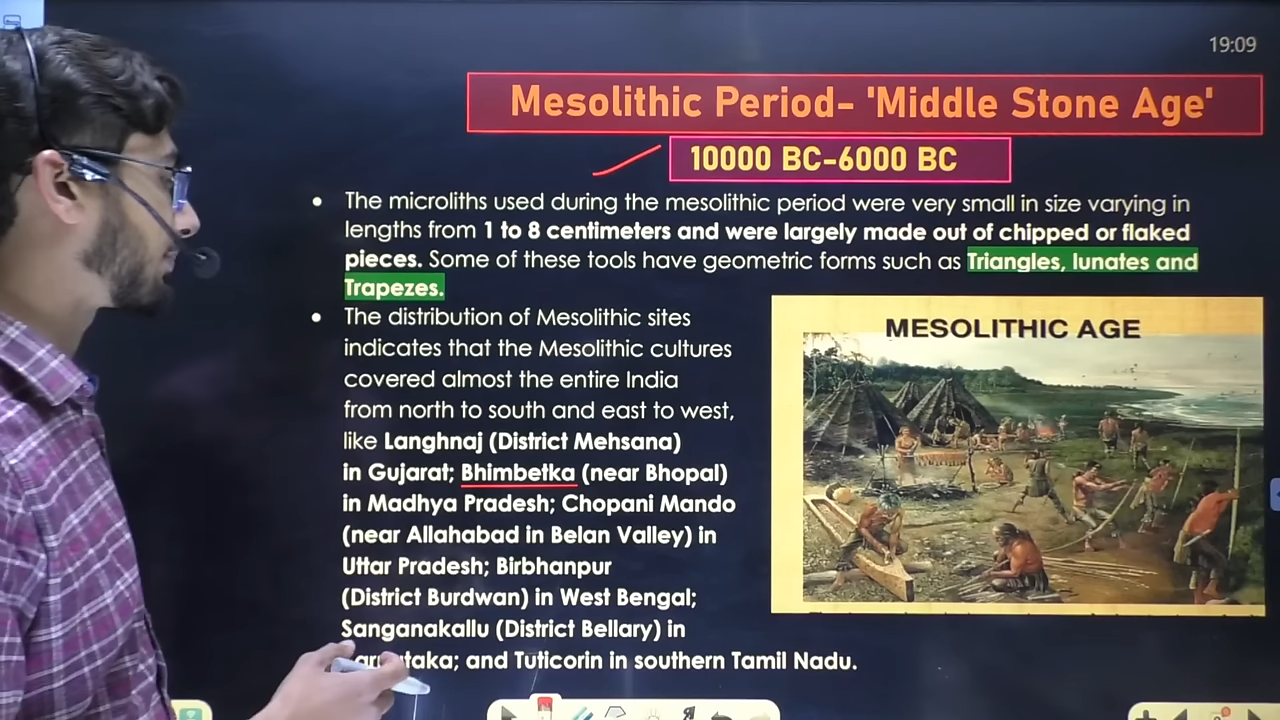 19:09
Mesolithic Period- 'Middle Stone Age'
10000 BC-6000 BC
• The microliths used during the mesolithic period were very small in size varying in
lengths from 1 to 8 centimeters and were largely made out of chipped or flaked
pieces. Some of these tools have geometric forms such as Triangles, lunates and
Trapezes.
• The distribution of Mesolithic sites
indicates that the Mesolithic cultures
covered almost the entire India
from north to south and east to west,
like Langhnaj (District Mehsana)
in Gujarat; Bhimbetka (near Bhopal)
in Madhya Pradesh; Chopani Mando
(near Allahabad in Belan Valley) in
Uttar Pradesh; Birbhanpur
(District Burdwan) in West Bengal;
Sanganakallu (District Bellary) in
and Tuticorin in southern Tamil Nadu.
MESOLITHIC AGE